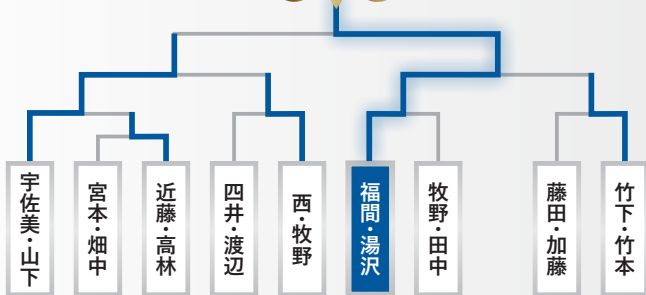 宇佐美・山下
宮本・畑中
近藤・高林
四井・渡辺
西・牧野
福間・湯沢
牧野・田中
藤田・加藤
竹下・竹本